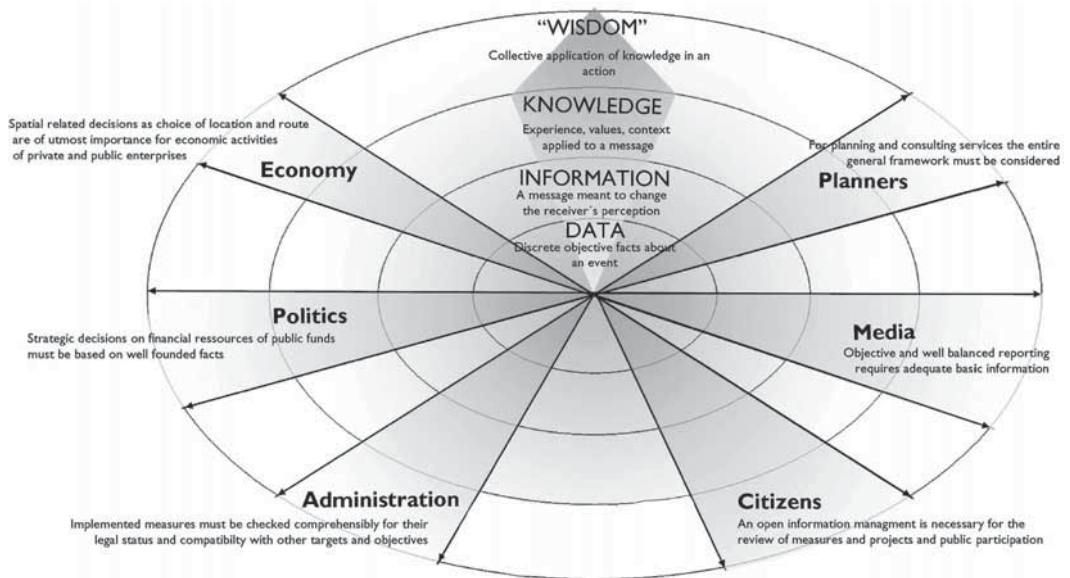 “WISDOM”
Collective application of knowledge in an
action
KNOWLEDGE
Experience, values, context
applied to a message
INFORMATION
A message meant to change
the receiver´s perception
DATA
Discrete objective facts about
an event
Spatial related decisions as choice of location and route
are of utmost importance for economic activities
of private and public enterprises
Economy
For planning and consulting services the entire
general framework must be considered
Planners
Politics
Strategic decisions on financial ressources of public funds
must be based on well founded facts
Media
Objective and well balanced reporting
requires adequate basic information
Administration
Implemented measures must be checked comprehensibly for their
legal status and compatibilty with other targets and objectives
Citizens
An open information managment is necessary for the
review of measures and projects and public participation